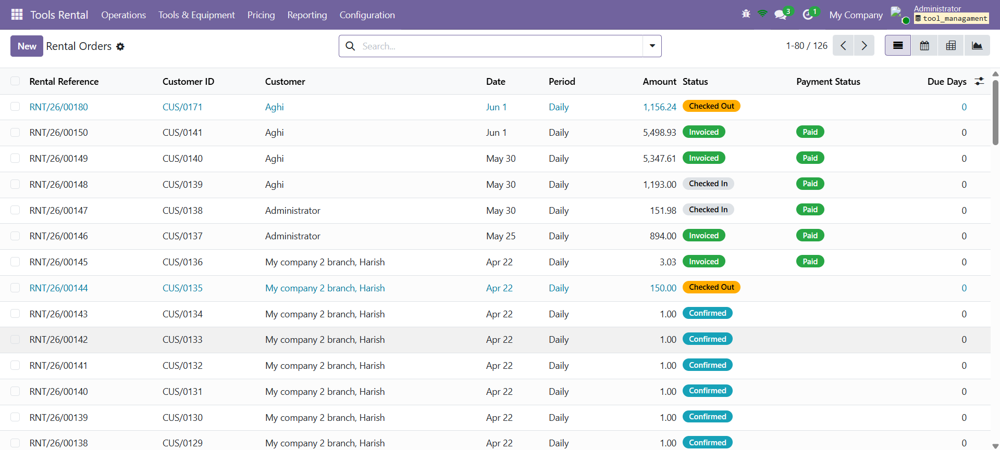 Tools Rental Operations Tools & Equipment Pricing Reporting Configuration 3 1 My Company Administrator
tool_managament
New Rental Orders Search... 1-80 / 126
Rental Reference Customer ID Customer Date Period Amount Status Payment Status Due Days
RNT/26/00180 CUS/0171 Aghi Jun 1 Daily 1,156.24 Checked Out 0
RNT/26/00150 CUS/0141 Aghi Jun 1 Daily 5,498.93 Invoiced Paid 0
RNT/26/00149 CUS/0140 Aghi May 30 Daily 5,347.61 Invoiced Paid 0
RNT/26/00148 CUS/0139 Aghi May 30 Daily 1,193.00 Checked In Paid 0
RNT/26/00147 CUS/0138 Administrator May 30 Daily 151.98 Checked In Paid 0
RNT/26/00146 CUS/0137 Administrator May 25 Daily 894.00 Invoiced Paid 0
RNT/26/00145 CUS/0136 My company 2 branch, Harish Apr 22 Daily 3.03 Invoiced Paid 0
RNT/26/00144 CUS/0135 My company 2 branch, Harish Apr 22 Daily 150.00 Checked Out 0
RNT/26/00143 CUS/0134 My company 2 branch, Harish Apr 22 Daily 1.00 Confirmed 0
RNT/26/00142 CUS/0133 My company 2 branch, Harish Apr 22 Daily 1.00 Confirmed 0
RNT/26/00141 CUS/0132 My company 2 branch, Harish Apr 22 Daily 1.00 Confirmed 0
RNT/26/00140 CUS/0131 My company 2 branch, Harish Apr 22 Daily 1.00 Confirmed 0
RNT/26/00139 CUS/0130 My company 2 branch, Harish Apr 22 Daily 1.00 Confirmed 0
RNT/26/00138 CUS/0129 My company 2 branch, Harish Apr 22 Daily 1.00 Confirmed 0